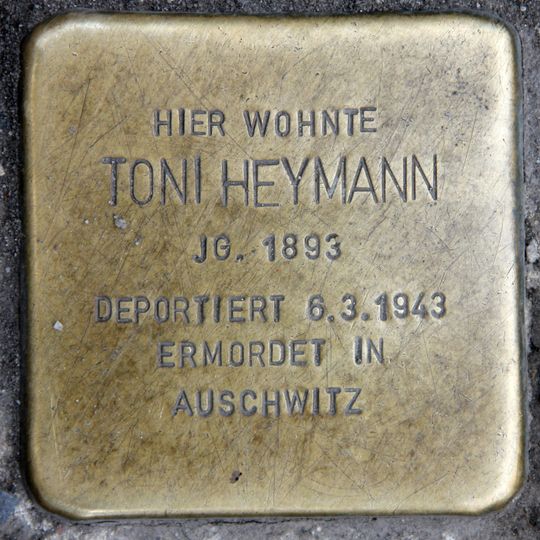 HIER WOHNTE
TONI HEYMANN
JG. 1893
DEPORTIERT 6.3.1943
ERMORDET IN
AUSCHWITZ